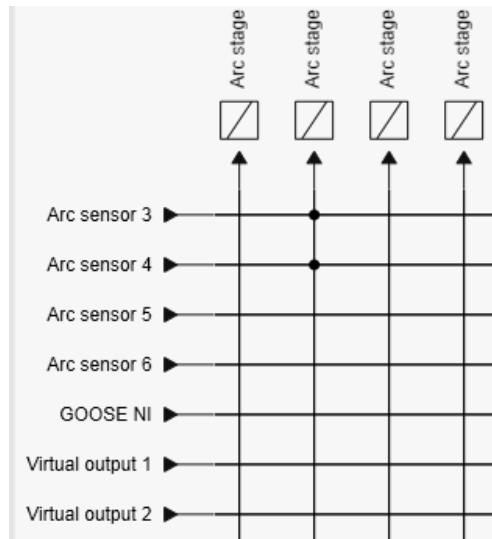 Arc stage
Arc stage
Arc stage
Arc stage
Arc sensor 3
Arc sensor 4
Arc sensor 5
Arc sensor 6
GOOSE NI
Virtual output 1
Virtual output 2